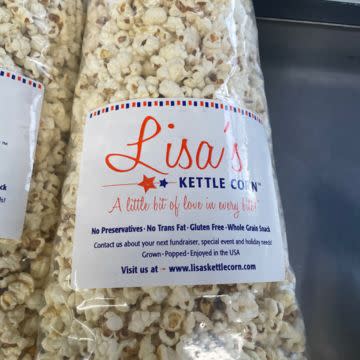 Lisa's
KETTLE CORN™
A little bit of love in every bite!™
No Preservatives · No Trans Fat · Gluten Free · Whole Grain Snack
Contact us about your next fundraiser, special event and holiday needs!
Grown · Popped · Enjoyed in the USA
Visit us at - www.lisaskettlecorn.com